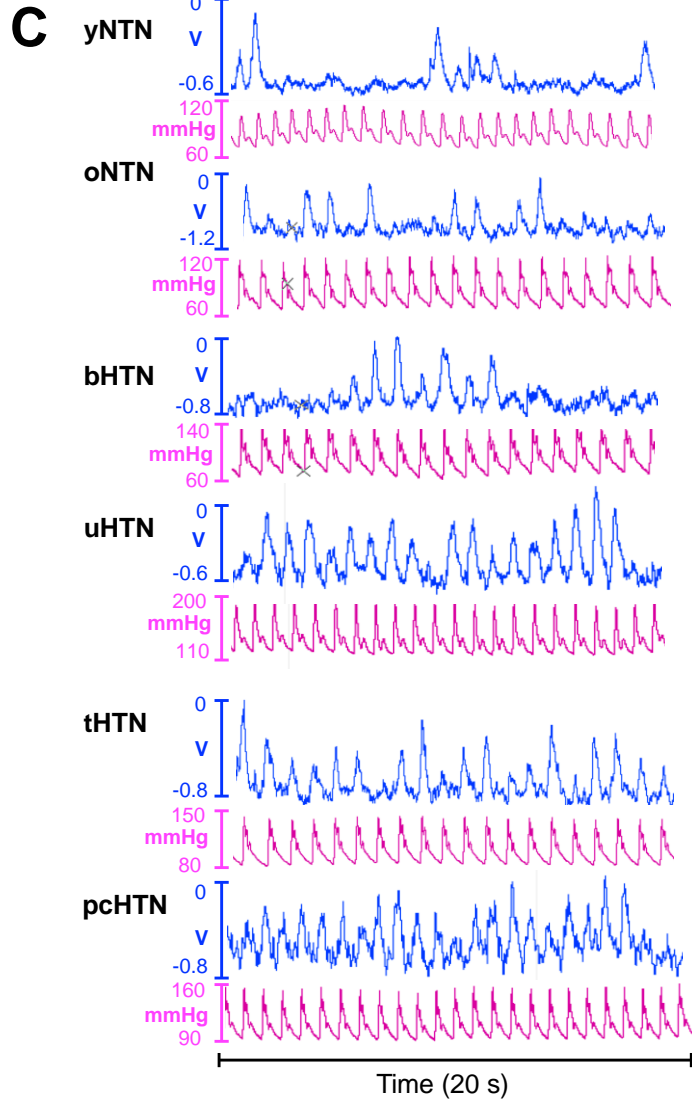 C
yNTN
0
V
-0.6
120
mmHg
60
oNTN
0
V
-1.2
120
mmHg
60
bHTN
0
V
-0.8
140
mmHg
60
uHTN
0
V
-0.6
200
mmHg
110
tHTN
0
V
-0.8
150
mmHg
80
pcHTN
0
V
-0.8
160
mmHg
90
Time (20 s)